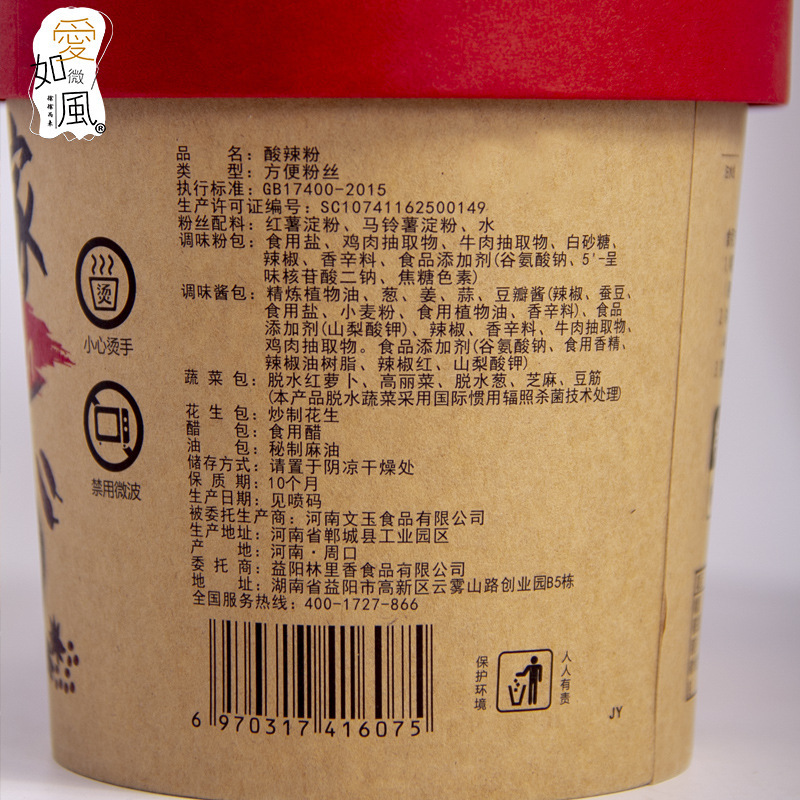 愛
如微
風®
品 名：酸辣粉
类 型：方便粉丝
执行标准：GB17400-2015
生产许可证编号：SC10741162500149
粉丝配料：红薯淀粉、马铃薯淀粉、水
调味粉包：食用盐、鸡肉抽取物、牛肉抽取物、白砂糖、
辣椒、香辛料、食品添加剂(谷氨酸钠、5'-呈
味核苷酸二钠、焦糖色素)
调味酱包：精炼植物油、葱、姜、蒜、豆瓣酱(辣椒、蚕豆、
食用盐、小麦粉、食用植物油、香辛料)、食品
添加剂(山梨酸钾)、辣椒、香辛料、牛肉抽取物、
鸡肉抽取物。食品添加剂(谷氨酸钠、食用香精、
辣椒油树脂、辣椒红、山梨酸钾)
蔬菜包：脱水红萝卜、高丽菜、脱水葱、芝麻、豆筋
(本产品脱水蔬菜采用国际惯用辐照杀菌技术处理)
花生包：炒制花生
醋 包：食用醋
油 包：秘制麻油
储存方式：请置于阴凉干燥处
保质期：10个月
生产日期：见喷码
被委托生产商：河南文玉食品有限公司
生产地址：河南省郸城县工业园区
产 地：河南·周口
委托商：益阳林里香食品有限公司
地 址：湖南省益阳市高新区云雾山路创业园B5栋
全国服务热线：400-1727-866
小心烫手
烫
禁用微波
6 970317 416075
保护环境
人人有责
JY